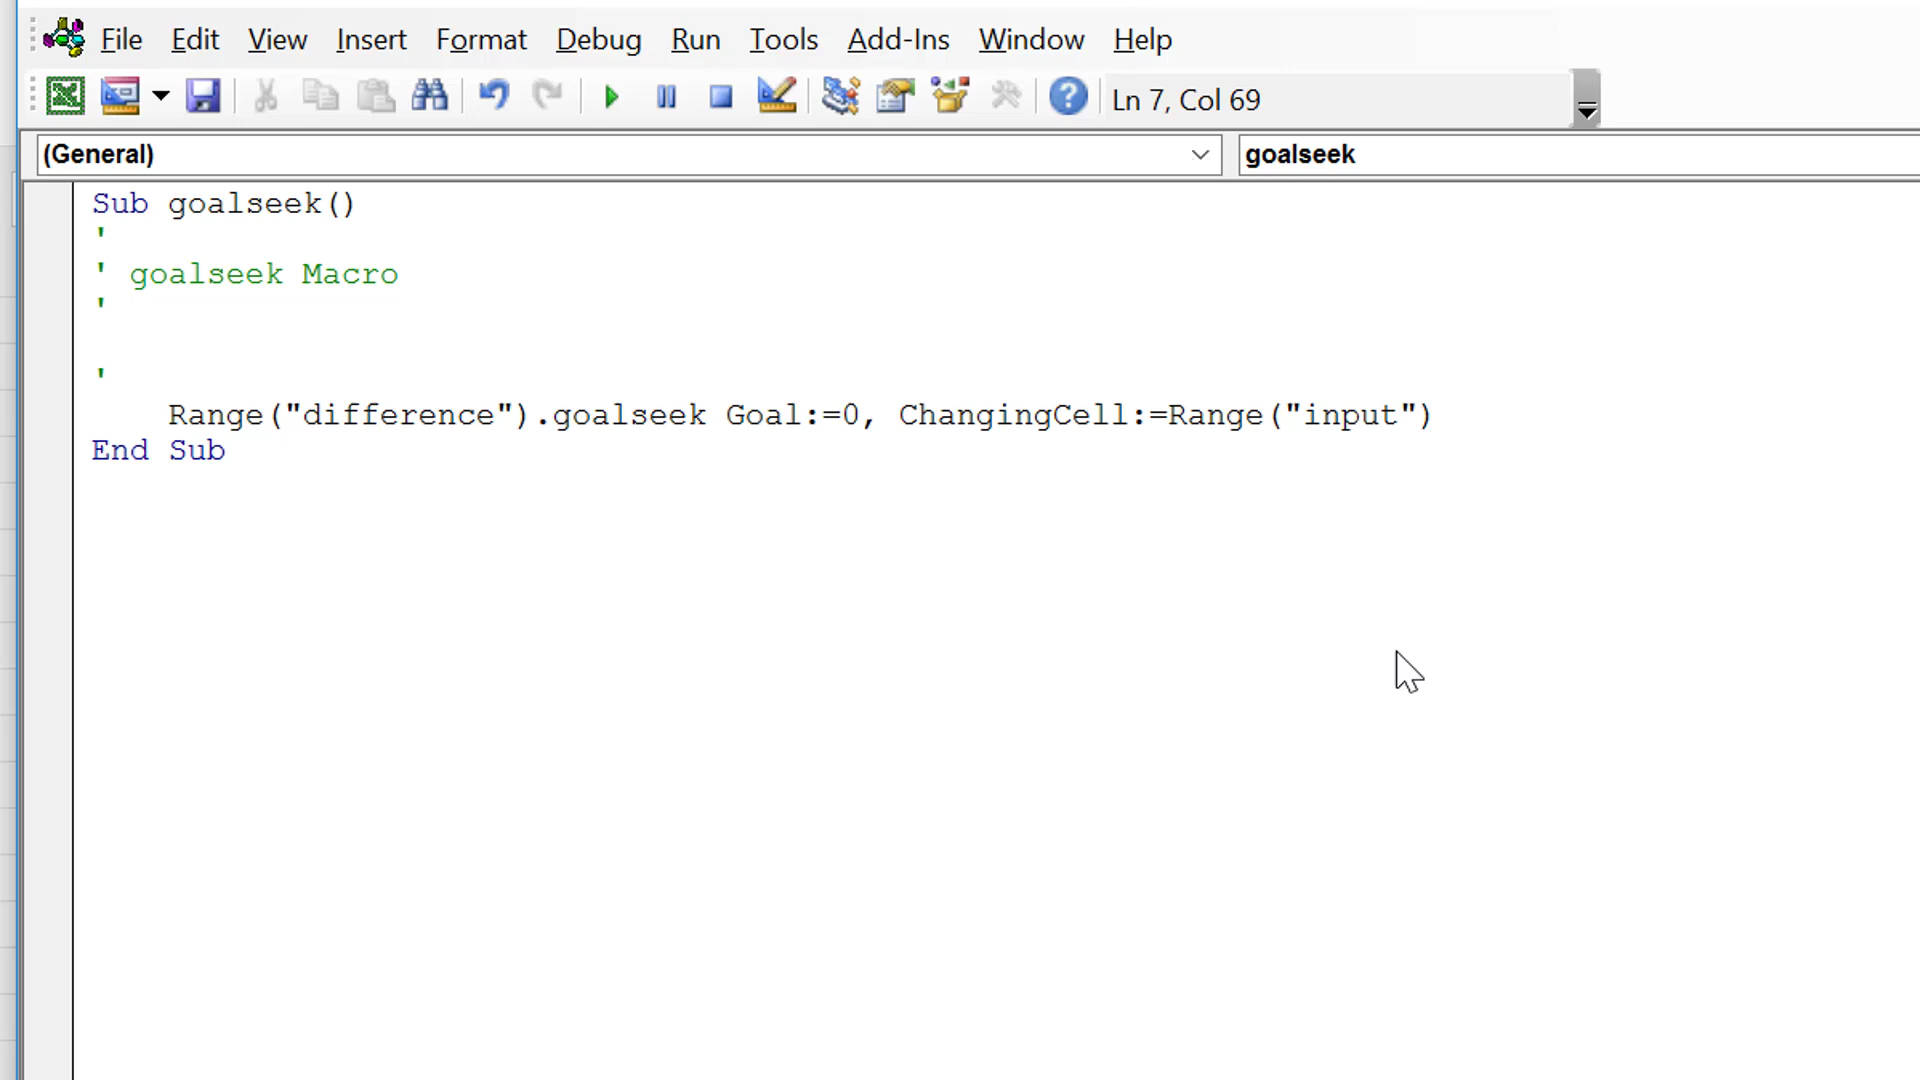 File Edit View Insert Format Debug Run Tools Add-Ins Window Help
Ln 7, Col 69
(General) goalseek
Sub goalseek()
'
' goalseek Macro
'
'
Range("difference").goalseek Goal:=0, ChangingCell:=Range("input")
End Sub